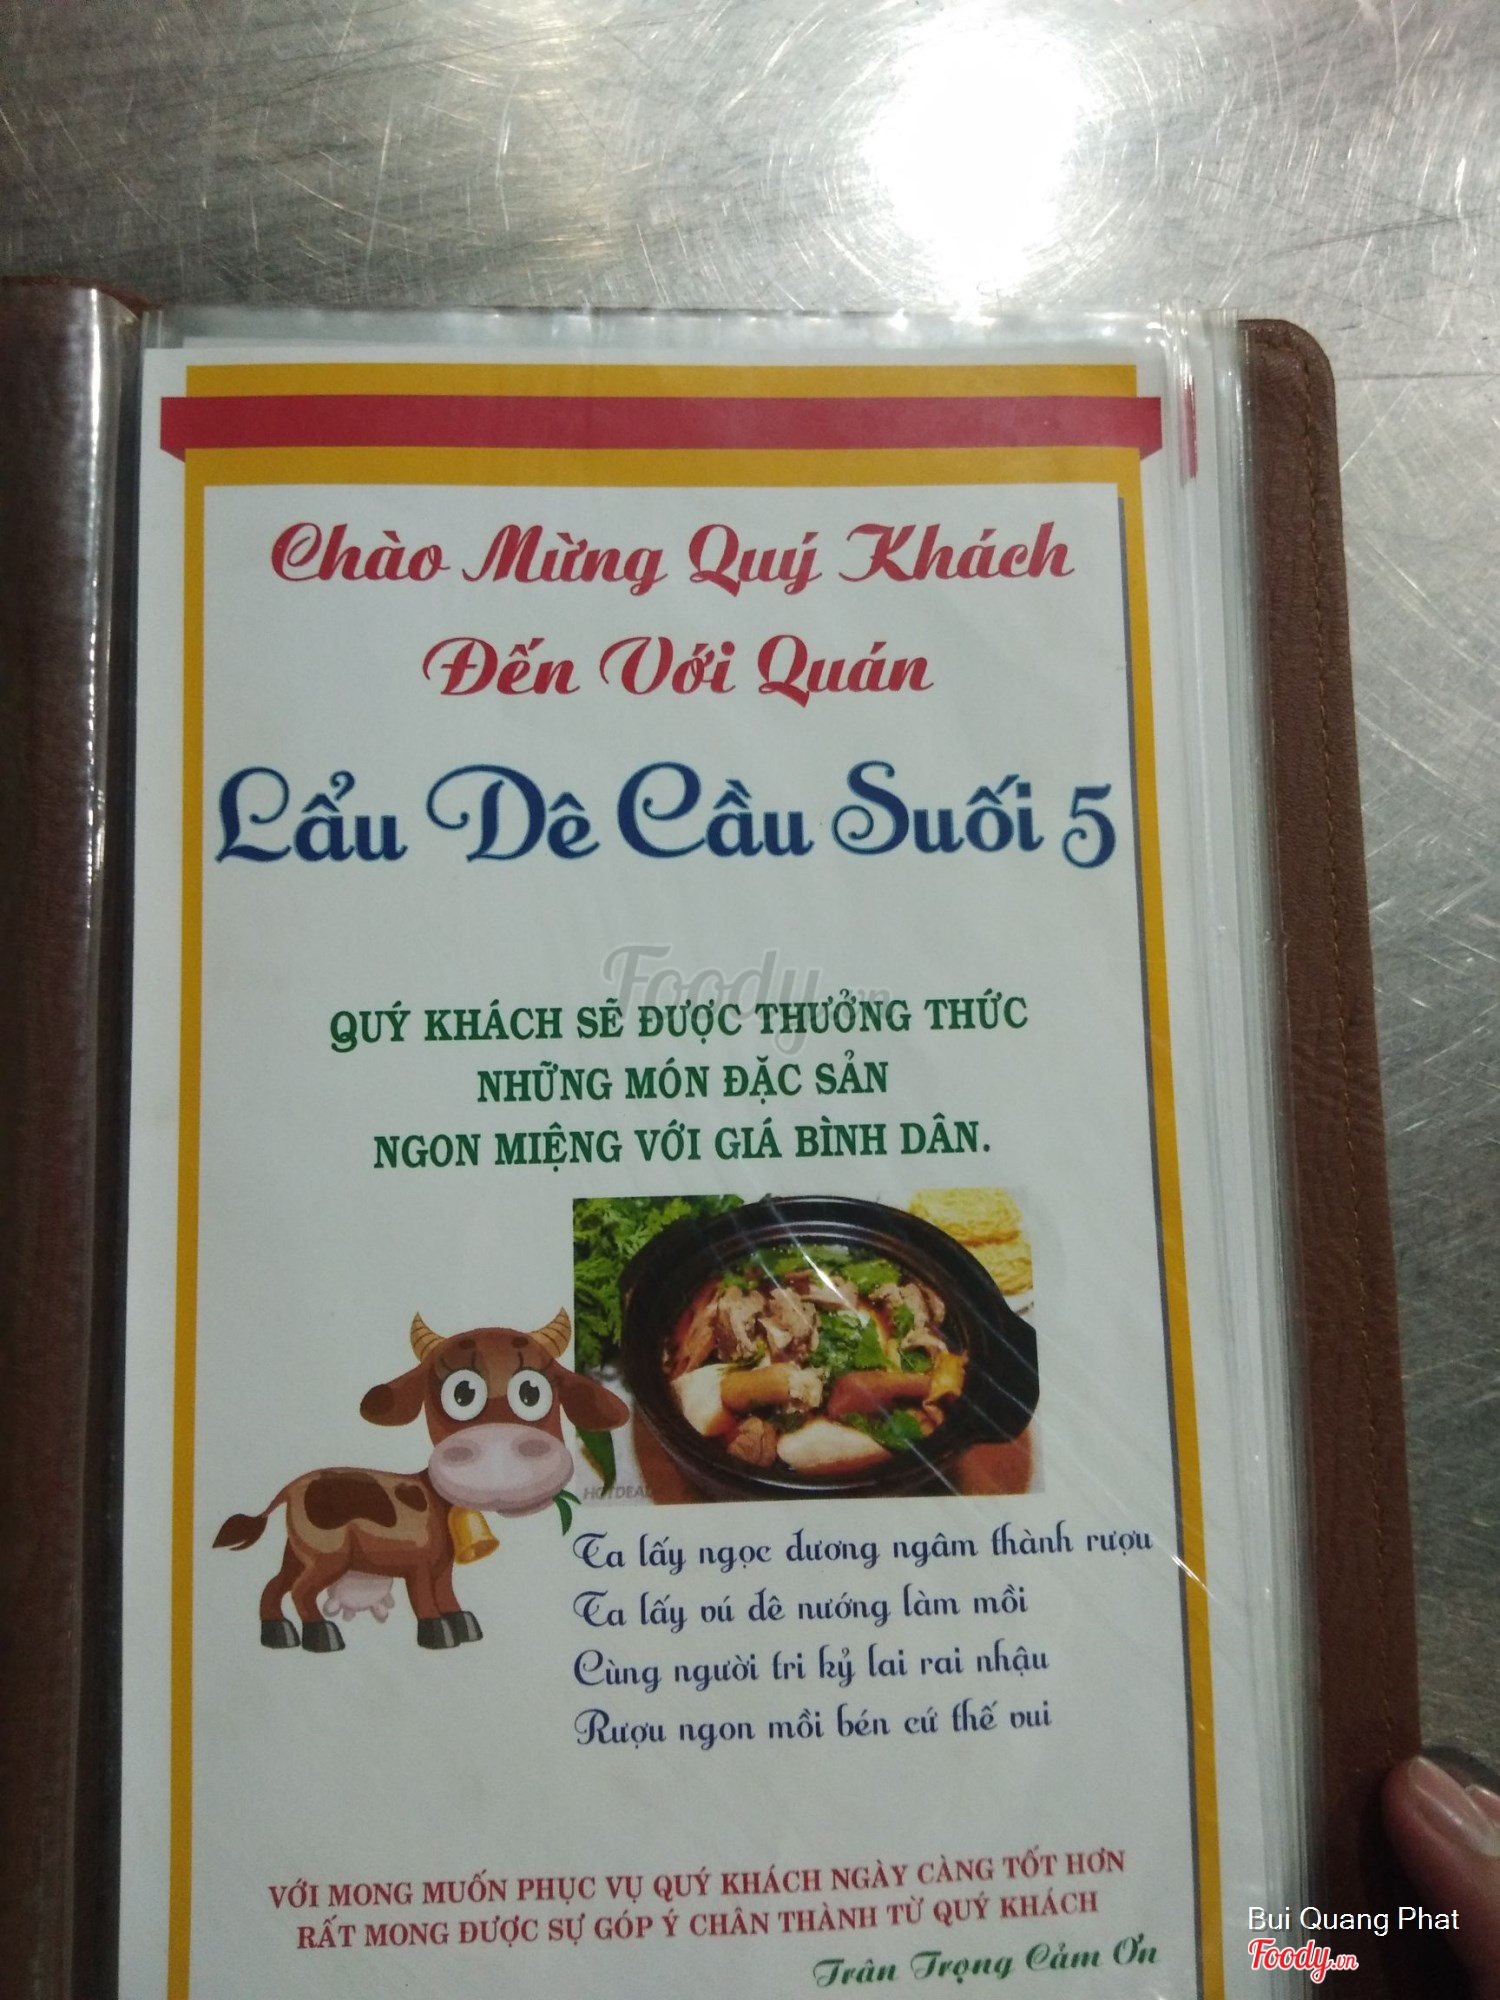 Chào Mừng Quý Khách
Đến Với Quán
Lẩu Dê Cầu Suối 5
Foody.vn
QUÝ KHÁCH SẼ ĐƯỢC THƯỞNG THỨC
NHỮNG MÓN ĐẶC SẢN
NGON MIỆNG VỚI GIÁ BÌNH DÂN.
HOTDEAL
Ta lấy ngọc dương ngâm thành rượu
Ta lấy vú dê nướng làm mồi
Cùng người tri kỷ lai rai nhậu
Rượu ngon mồi bén cứ thế vui
VỚI MONG MUỐN PHỤC VỤ QUÝ KHÁCH NGÀY CÀNG TỐT HƠN
RẤT MONG ĐƯỢC SỰ GÓP Ý CHÂN THÀNH TỪ QUÝ KHÁCH
Trân Trọng Cảm Ơn
Bui Quang Phat
Foody.vn